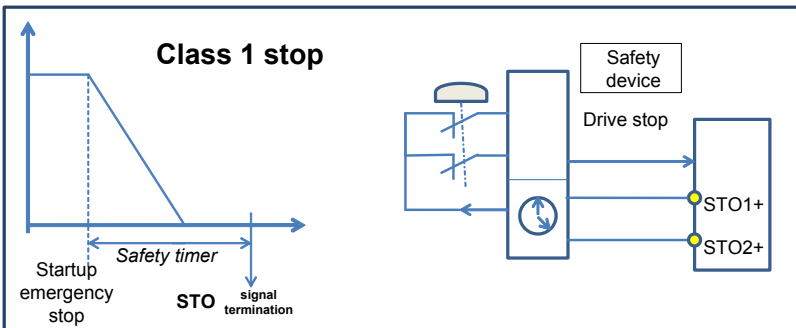 Class 1 stop
Safety timer
Startup
emergency
stop
STO
signal
termination
Safety
device
Drive stop
STO1+
STO2+